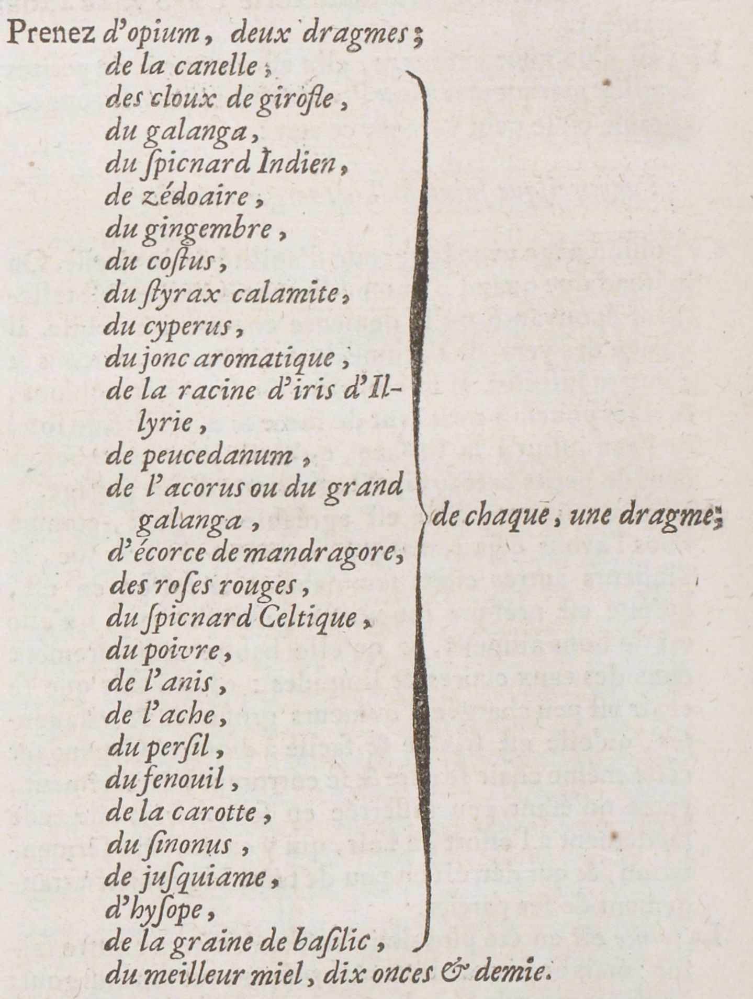 Prenez d'opium, deux dragmes;
de la canelle,
des cloux de girofle,
du galanga,
du ſpicnard Indien,
de zédoaire,
du gingembre,
du coſtus,
du ſtyrax calamite,
du cyperus,
du jonc aromatique,
de la racine d'iris d'Il-
lyrie,
de peucedanum,
de l'acorus ou du grand
galanga,
de chaque, une dragme;
d'écorce de mandragore,
des roſes rouges,
du ſpicnard Celtique,
du poivre,
de l'anis,
de l'ache,
du perſil,
du fenouil,
de la carotte,
du ſinonus,
de juſquiame,
d'hyſope,
de la graine de baſilic,
du meilleur miel, dix onces & demie.